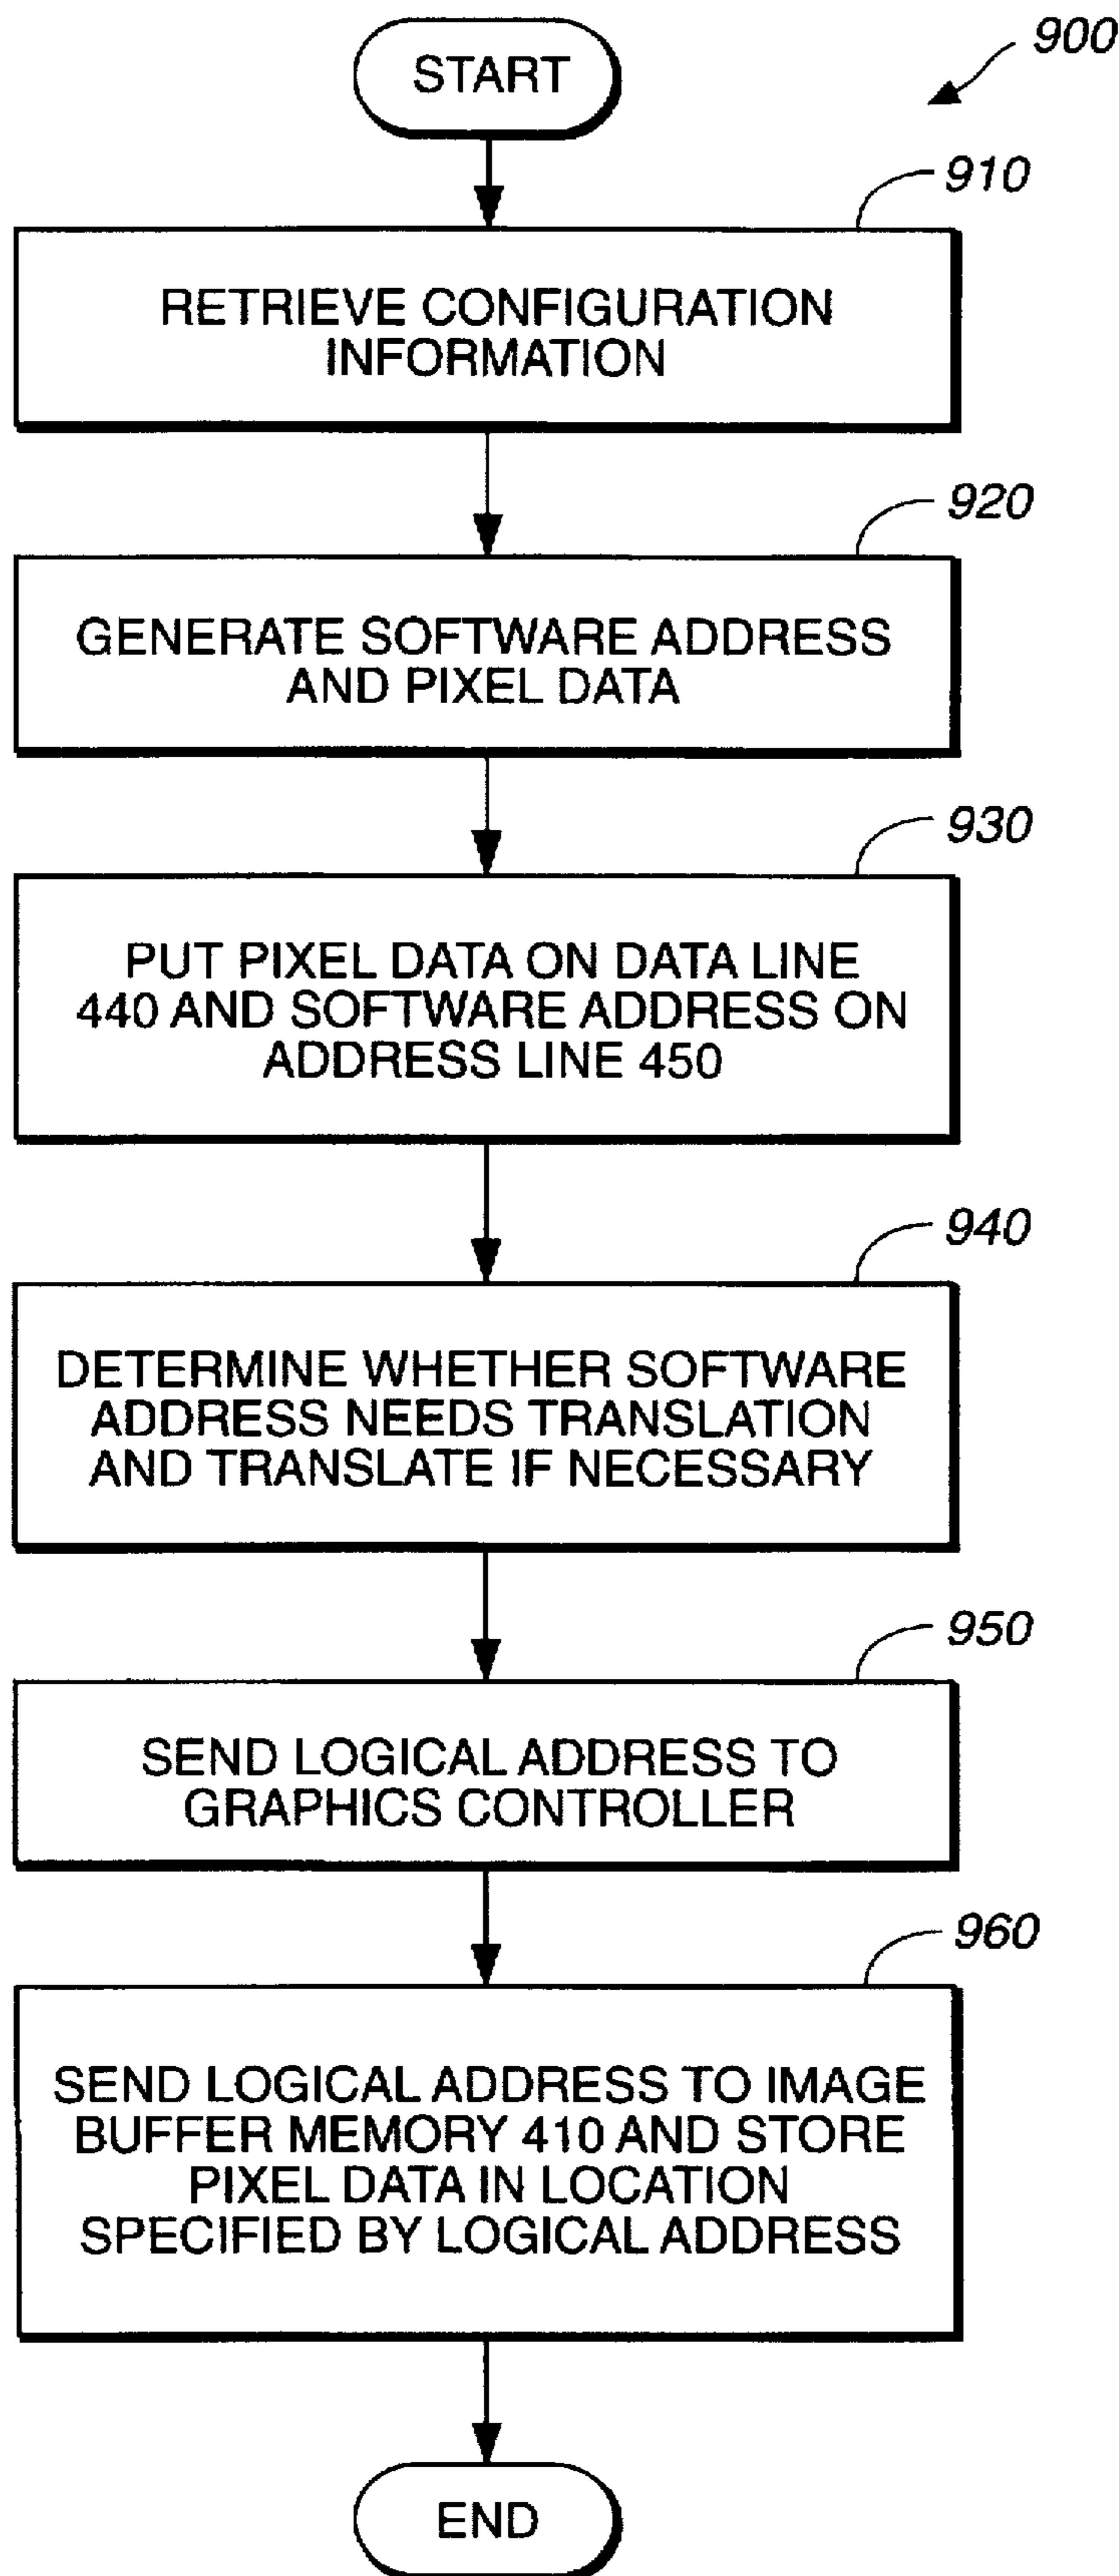 START
900
910
RETRIEVE CONFIGURATION
INFORMATION
920
GENERATE SOFTWARE ADDRESS
AND PIXEL DATA
930
PUT PIXEL DATA ON DATA LINE
440 AND SOFTWARE ADDRESS ON
ADDRESS LINE 450
940
DETERMINE WHETHER SOFTWARE
ADDRESS NEEDS TRANSLATION
AND TRANSLATE IF NECESSARY
950
SEND LOGICAL ADDRESS TO
GRAPHICS CONTROLLER
960
SEND LOGICAL ADDRESS TO IMAGE
BUFFER MEMORY 410 AND STORE
PIXEL DATA IN LOCATION
SPECIFIED BY LOGICAL ADDRESS
END